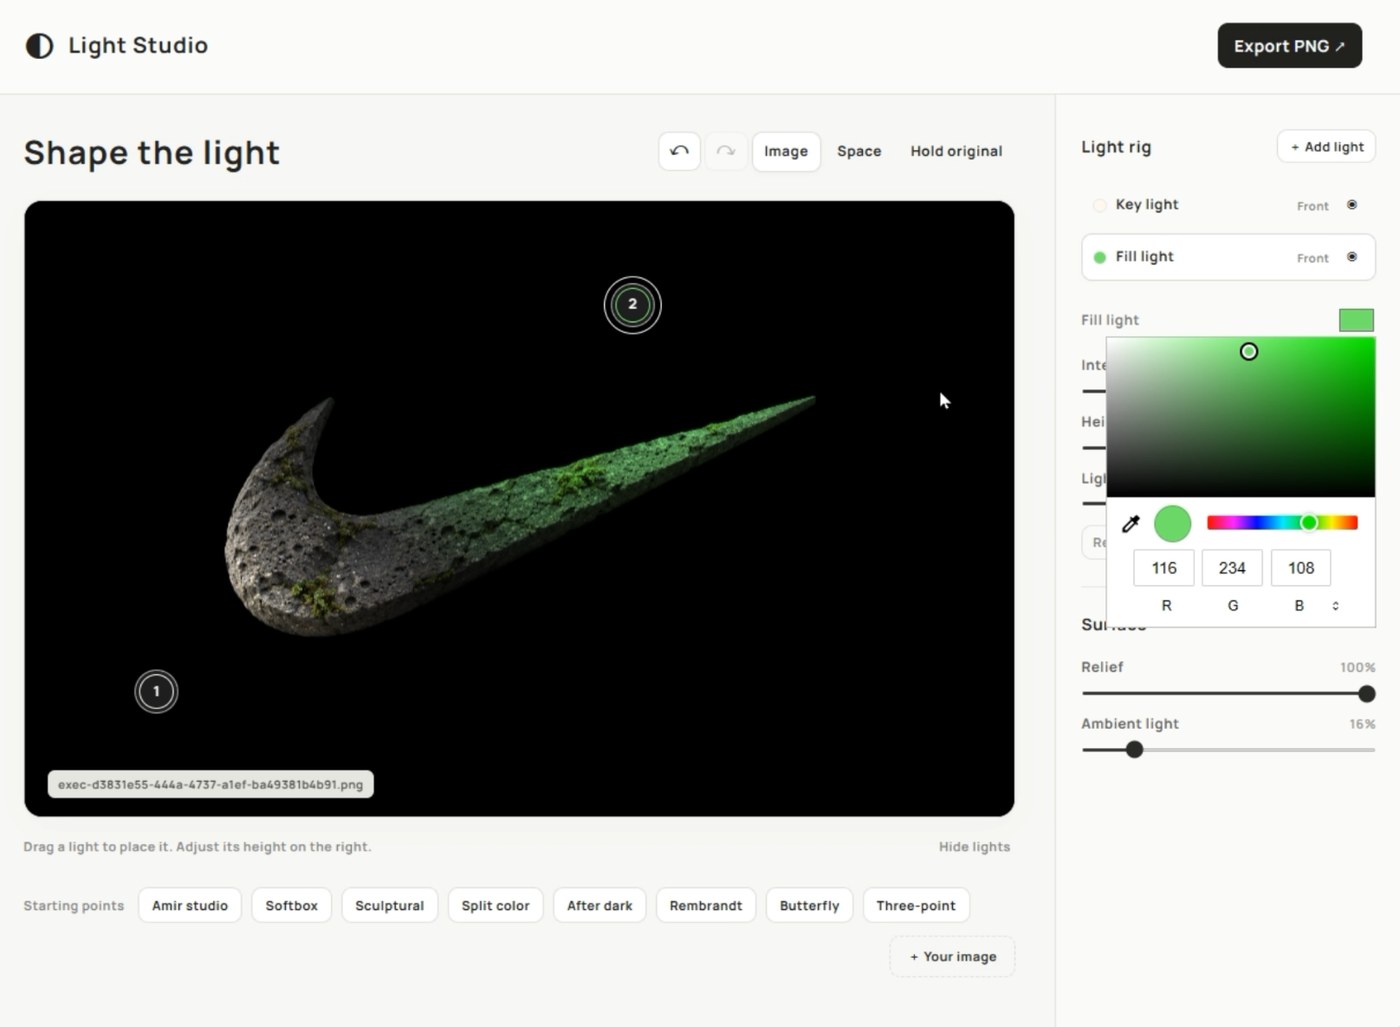 Light Studio
Export PNG ↗
Shape the light
Image
Space
Hold original
2
1
exec-d3831e55-444a-4737-a1ef-ba49381b4b91.png
Drag a light to place it. Adjust its height on the right.
Hide lights
Starting points
Amir studio
Softbox
Sculptural
Split color
After dark
Rembrandt
Butterfly
Three-point
+ Your image
Light rig
+ Add light
Key light
Front
Fill light
Front
Fill light
116
234
108
R
G
B
Relief
100%
Ambient light
16%